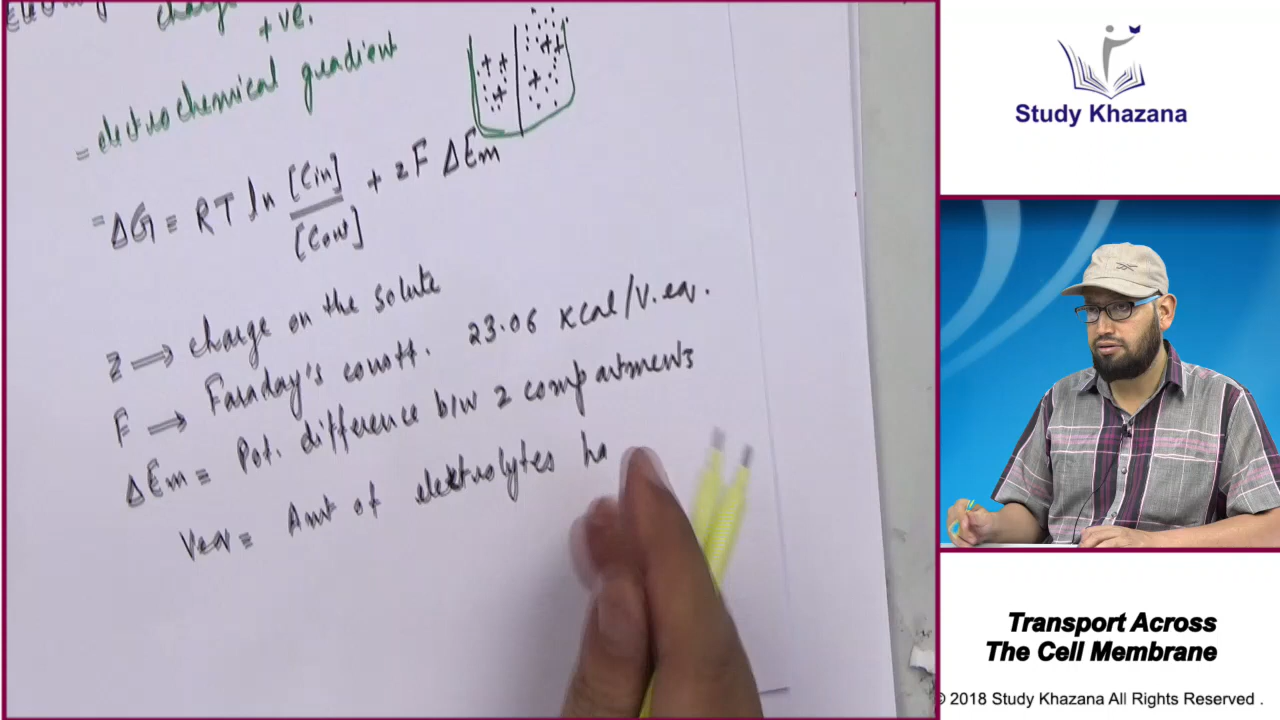 charge
+ve.
= electrochemical gradient
= ΔG = RT ln [Cin] / [Cout] + zF ΔEm
z ⟹ charge on the solute
F ⟹ Faraday's constt. 23.06 Kcal/V.eq.
ΔEm = Pot. difference b/w 2 compartments
Veq = Amt of electrolytes ha
Study Khazana
Transport Across
The Cell Membrane
© 2018 Study Khazana All Rights Reserved .